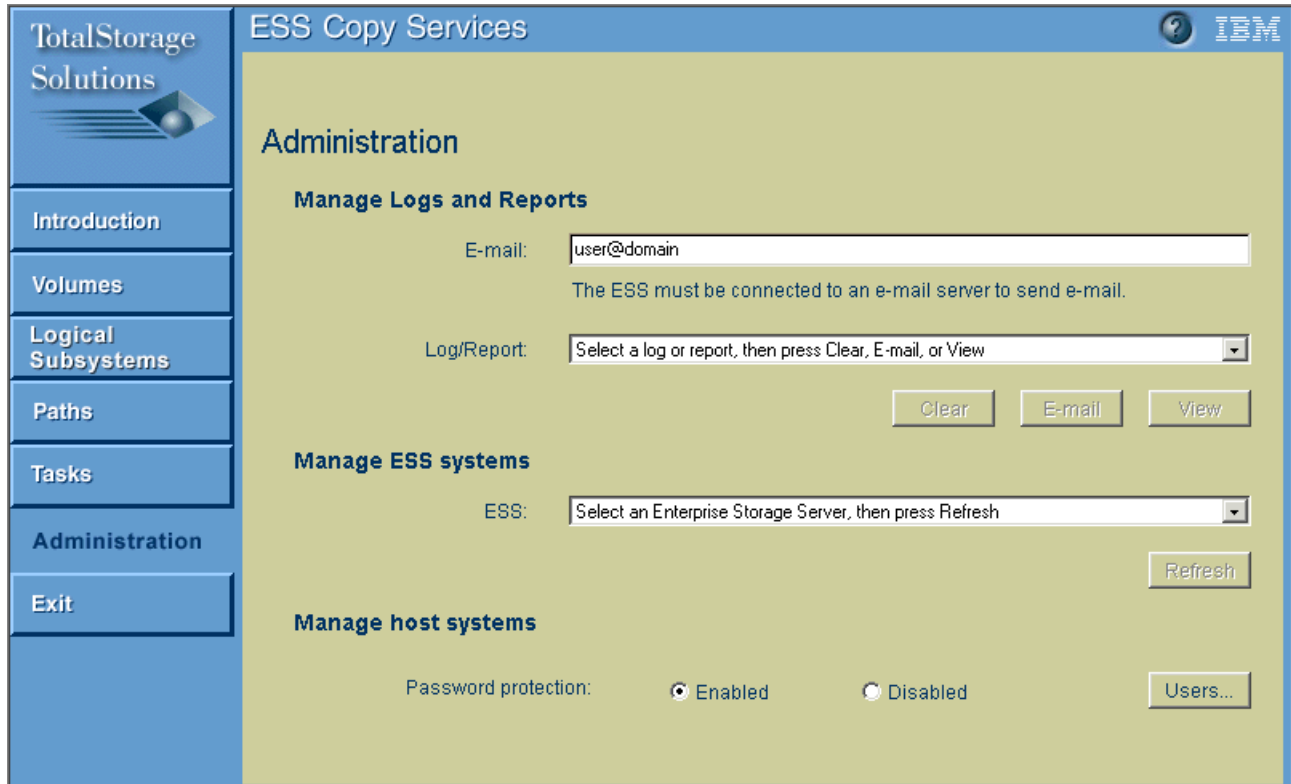 TotalStorage
Solutions
ESS Copy Services
?
IBM
Introduction
Volumes
Logical
Subsystems
Paths
Tasks
Administration
Exit
Administration
Manage Logs and Reports
E-mail: user@domain
The ESS must be connected to an e-mail server to send e-mail.
Log/Report: Select a log or report, then press Clear, E-mail, or View
Clear E-mail View
Manage ESS systems
ESS: Select an Enterprise Storage Server, then press Refresh
Refresh
Manage host systems
Password protection: Enabled Disabled Users...